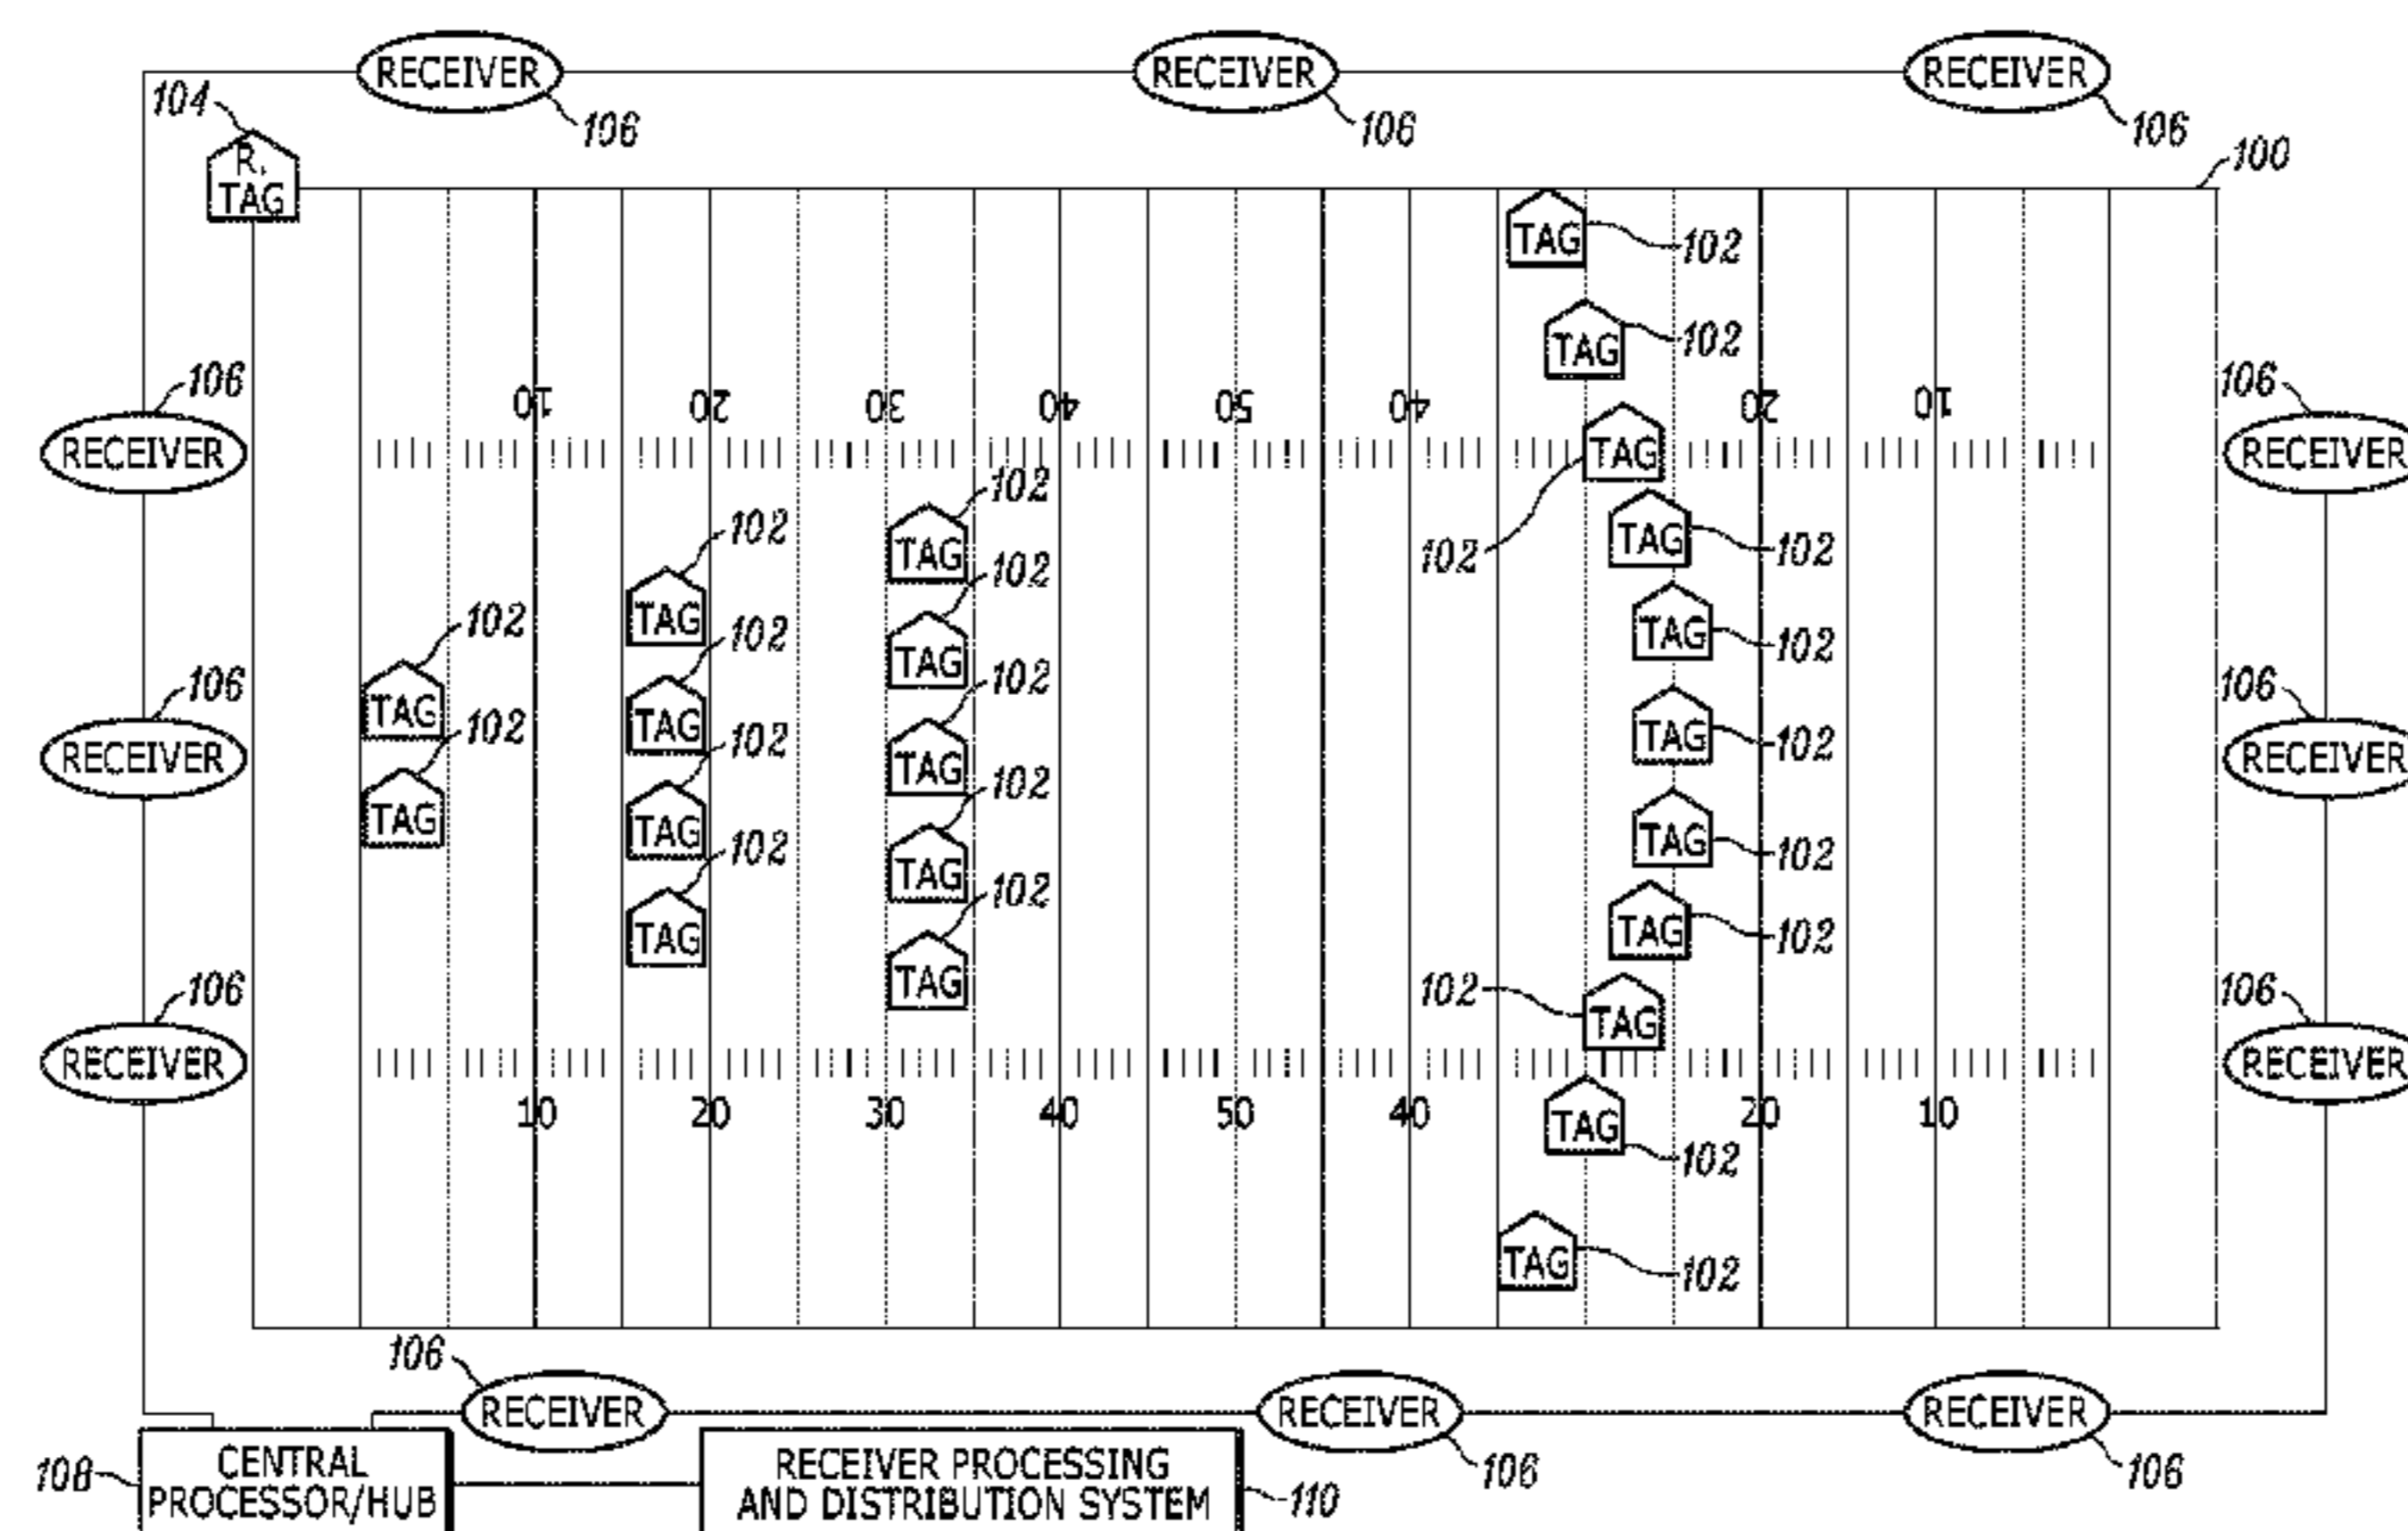 RECEIVER RECEIVER RECEIVER
104 106 106 106
R.
TAG
100
TAG 102
TAG 102
106 106
10 20 30 40 50 40 20 10
RECEIVER TAG RECEIVER
102
102
TAG TAG 102
102
102
TAG
102
TAG 102
102
TAG
102
106 TAG 102 106
102
TAG TAG TAG 102
RECEIVER 102 TAG RECEIVER
102
102
TAG TAG TAG 102
102
TAG
102
TAG TAG 102
106 TAG 102 106
TAG
RECEIVER RECEIVER
10 20 30 40 50 40 20 10
TAG
102
TAG 102
106
RECEIVER RECEIVER RECEIVER
106 106
108 CENTRAL
PROCESSOR/HUB
RECEIVER PROCESSING
AND DISTRIBUTION SYSTEM 110